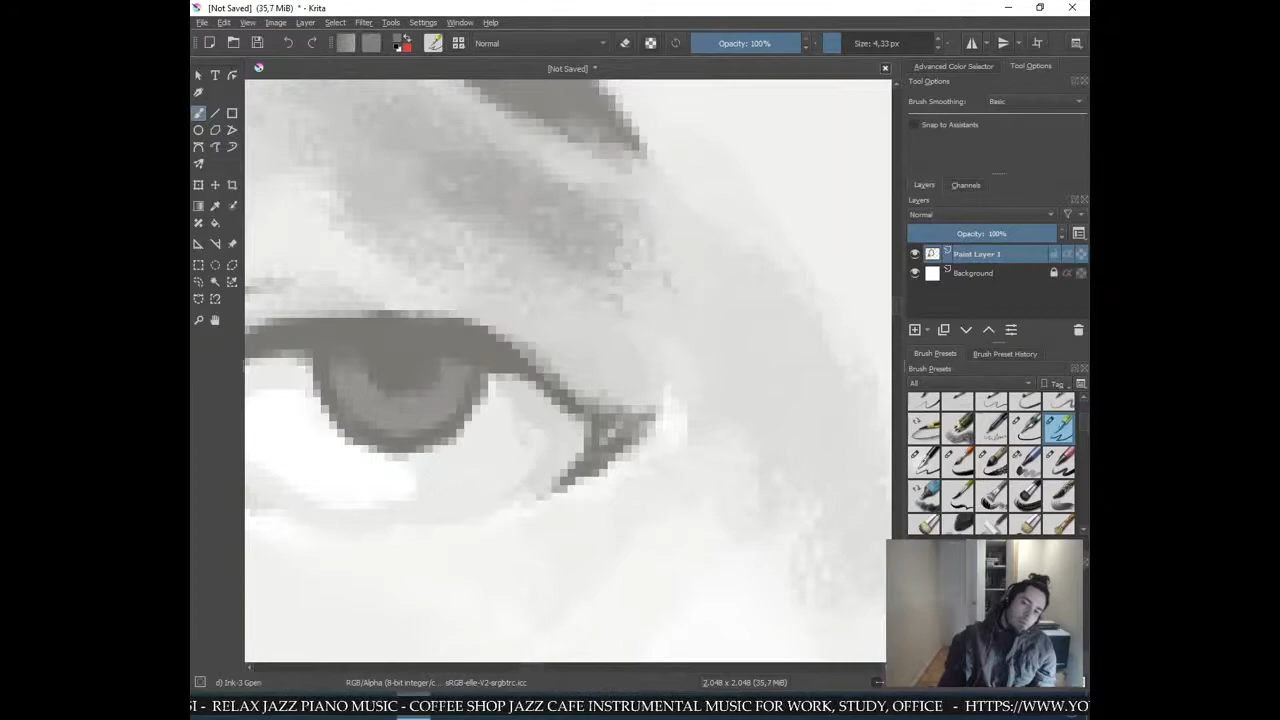 [Not Saved] (35,7 MiB) * - Krita
File Edit View Image Layer Select Filter Tools Settings Window Help
Normal Opacity: 100% Size: 4,33 px
[Not Saved] *
Advanced Color Selector Tool Options
Tool Options
Brush Smoothing: Basic
Snap to Assistants
Layers Channels
Layers
Normal
Opacity: 100%
Paint Layer 1
Background
Brush Presets Brush Preset History
Brush Presets
All Tag
d) Ink-3 Gpen RGB/Alpha (8-bit integer/c... sRGB-elle-V2-srgbtrc.icc 2.048 x 2.048 (35,7 MiB)
SI - RELAX JAZZ PIANO MUSIC - COFFEE SHOP JAZZ CAFE INSTRUMENTAL MUSIC FOR WORK, STUDY, OFFICE - HTTPS://WWW.YO